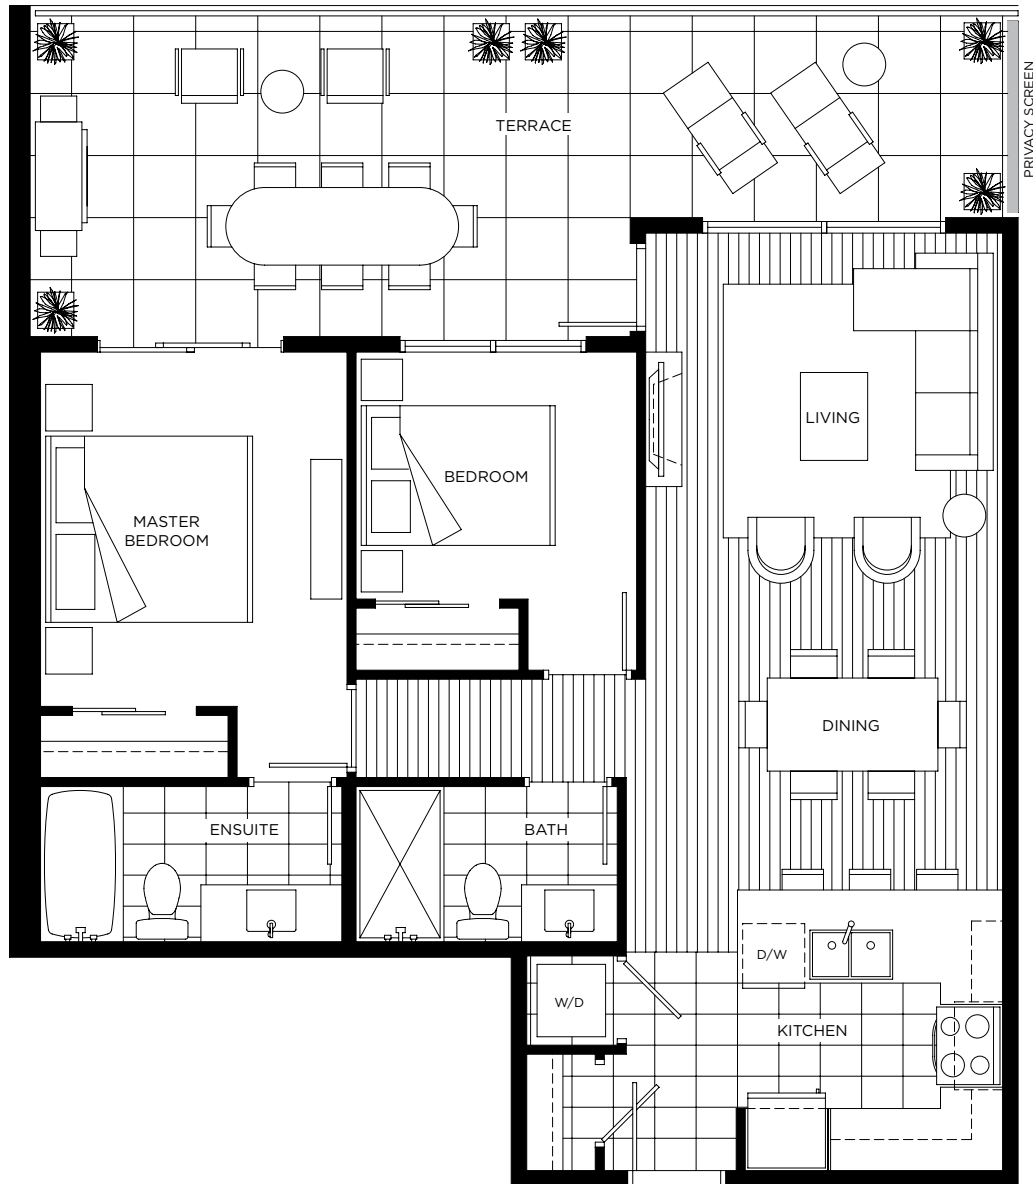 TERRACE
PRIVACY SCREEN
LIVING
BEDROOM
MASTER
BEDROOM
DINING
ENSUITE
BATH
D/W
W/D
KITCHEN